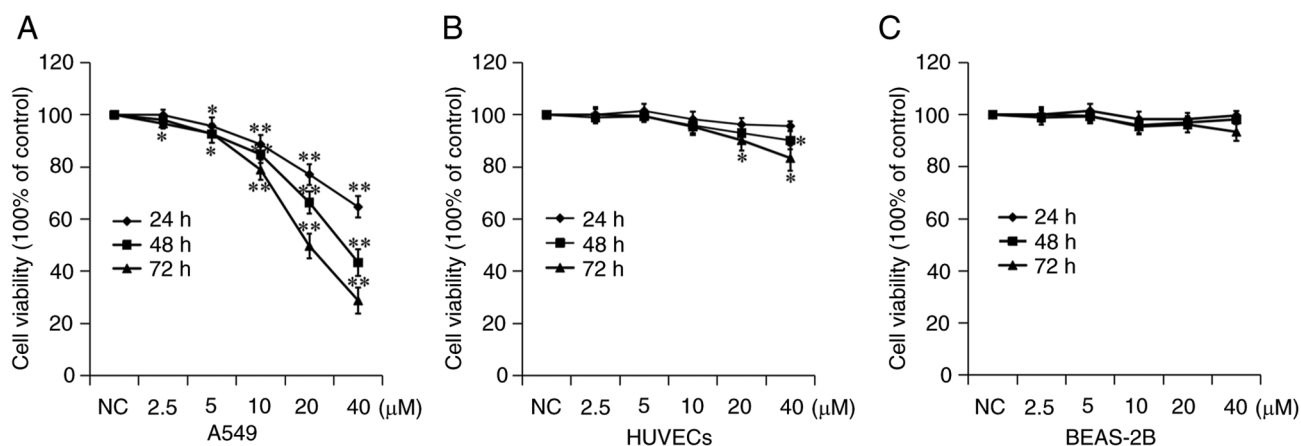 A
120
100
80
60
40
20
0
Cell viability (100% of control)
24 h
48 h
72 h
*
*
*
**
**
**
**
**
**
**
**
**
NC 2.5 5 10 20 40 (μM)
A549
B
120
100
80
60
40
20
0
Cell viability (100% of control)
24 h
48 h
72 h
*
*
*
NC 2.5 5 10 20 40 (μM)
HUVECs
C
120
100
80
60
40
20
0
Cell viability (100% of control)
24 h
48 h
72 h
NC 2.5 5 10 20 40 (μM)
BEAS-2B